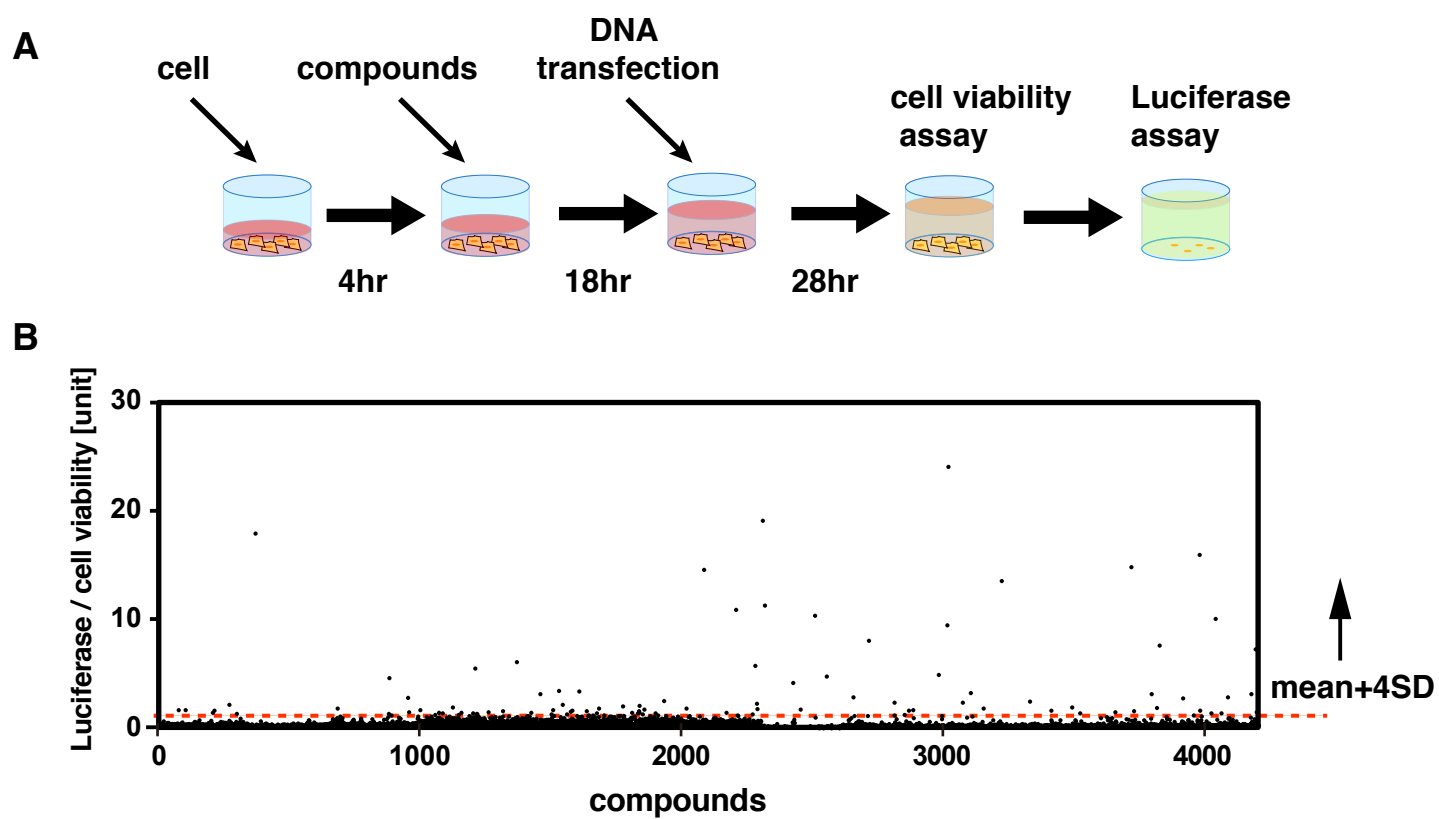 A
cell
compounds
DNA
transfection
cell viability
assay
Luciferase
assay
4hr
18hr
28hr
B
Luciferase / cell viability [unit]
30
20
10
0
mean+4SD
0
1000
2000
3000
4000
compounds